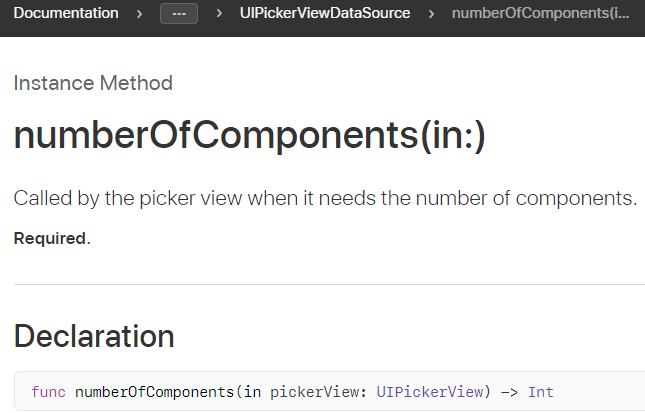 Documentation > ... > UIPickerViewDataSource > numberOfComponents(i...
Instance Method
numberOfComponents(in:)
Called by the picker view when it needs the number of components.
Required.
Declaration
func numberOfComponents(in pickerView: UIPickerView) -> Int